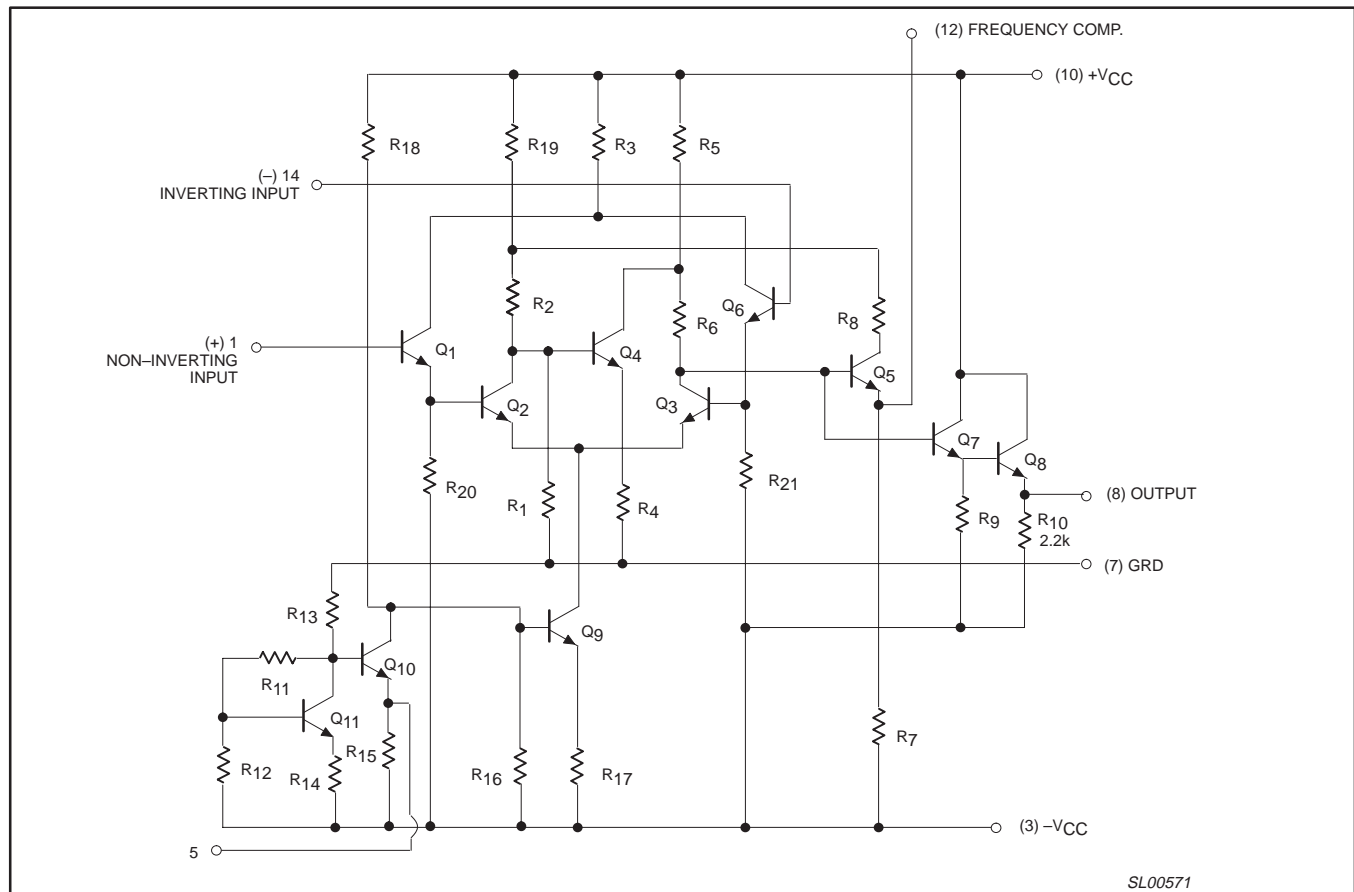 (12) FREQUENCY COMP.
(10) +VCC
R18
R19
R3
R5
(–) 14
INVERTING INPUT
R2
R6
Q6
R8
(+) 1
NON–INVERTING
INPUT
Q1
Q4
Q5
Q2
Q3
Q7
Q8
R20
R1
R4
R21
R9
R10
2.2k
(8) OUTPUT
(7) GRD
R13
Q9
R11
Q10
Q11
R12
R14
R15
R16
R17
R7
(3) –VCC
5
SL00571